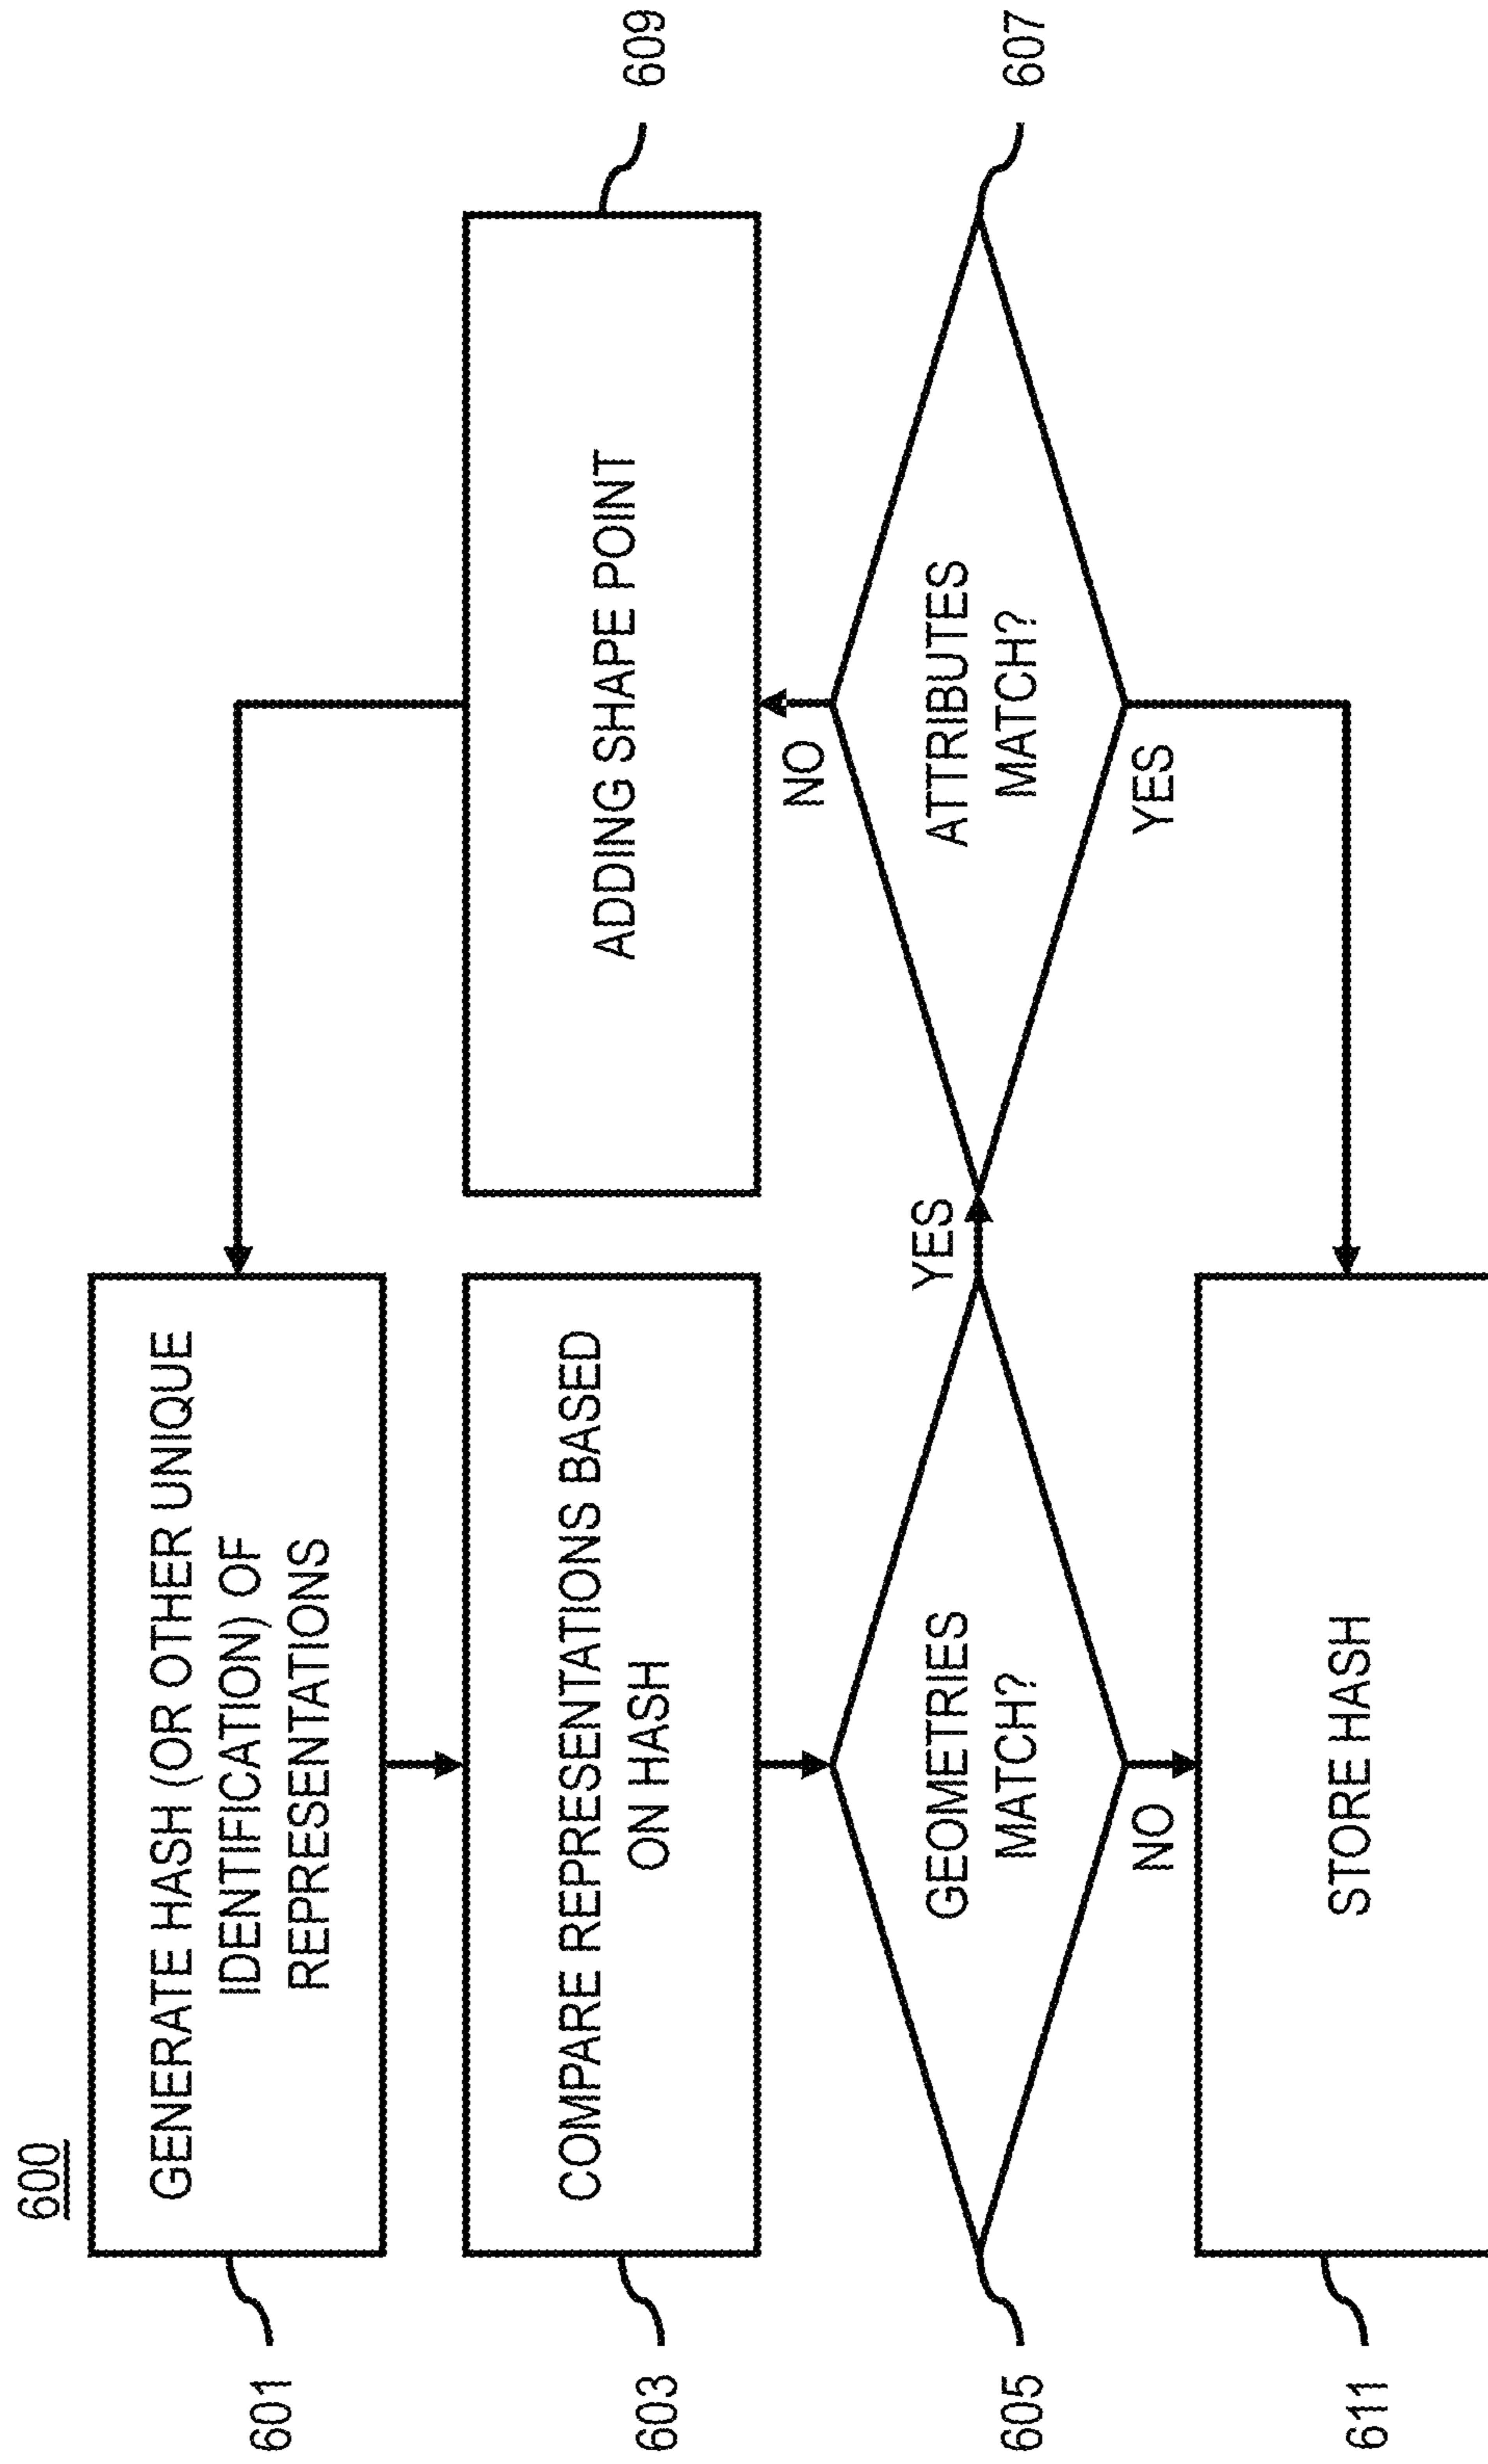 600
601
GENERATE HASH (OR OTHER UNIQUE
IDENTIFICATION) OF
REPRESENTATIONS
603
COMPARE REPRESENTATIONS BASED
ON HASH
609
ADDING SHAPE POINT
605
GEOMETRIES
MATCH?
YES
NO
607
ATTRIBUTES
MATCH?
NO
YES
611
STORE HASH